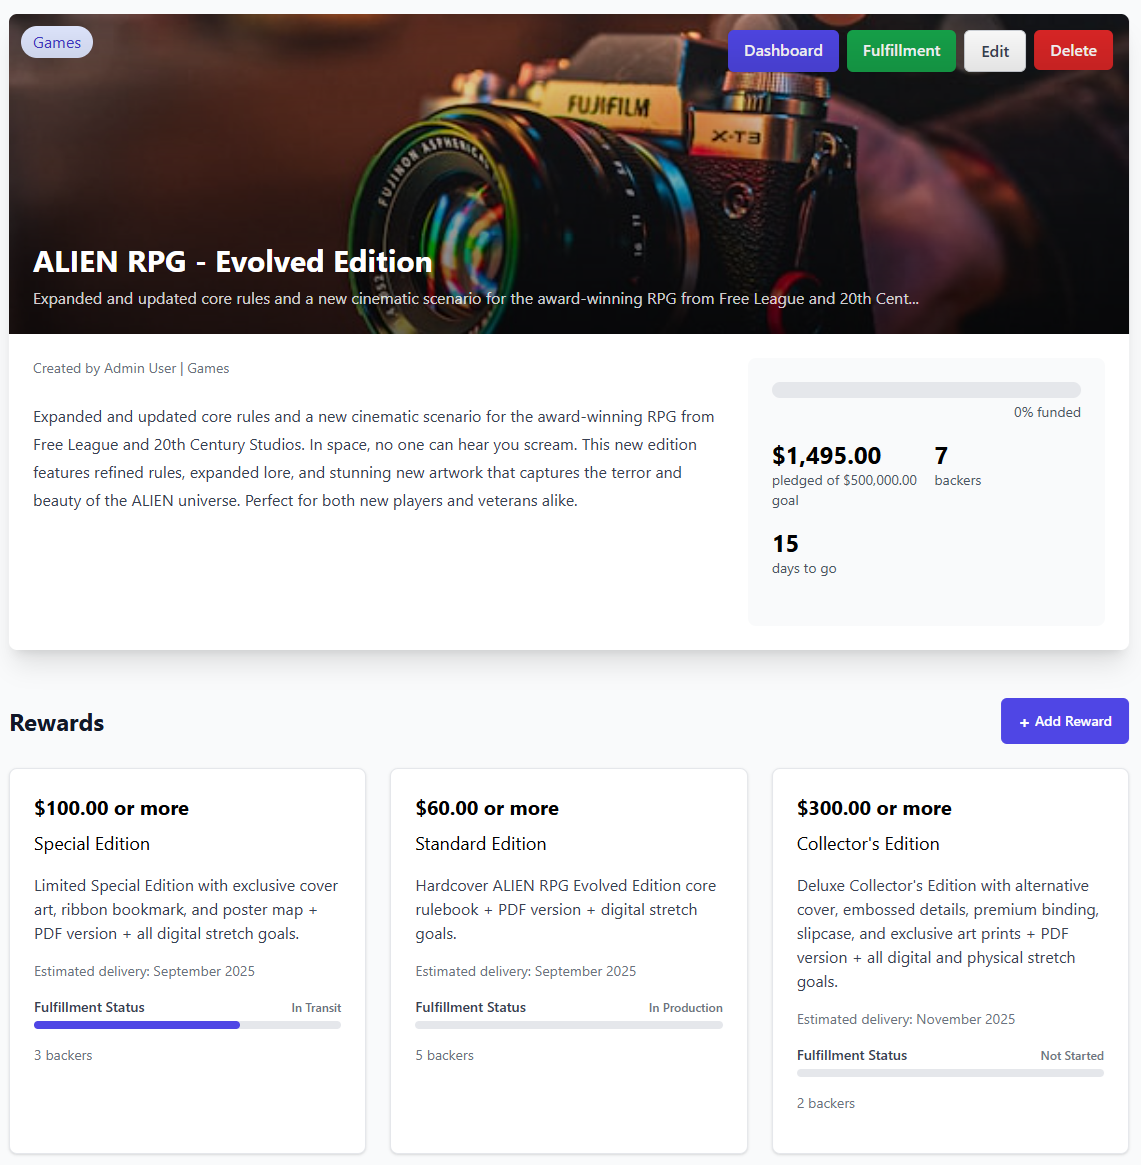 Games
Dashboard
Fulfillment
Edit
Delete
FUJIFILM
X-T3
FUJINON ASPHERICAL
ALIEN RPG - Evolved Edition
Expanded and updated core rules and a new cinematic scenario for the award-winning RPG from Free League and 20th Cent...
Created by Admin User | Games
Expanded and updated core rules and a new cinematic scenario for the award-winning RPG from
Free League and 20th Century Studios. In space, no one can hear you scream. This new edition
features refined rules, expanded lore, and stunning new artwork that captures the terror and
beauty of the ALIEN universe. Perfect for both new players and veterans alike.
0% funded
$1,495.00
pledged of $500,000.00
goal
7
backers
15
days to go
Rewards
+ Add Reward
$100.00 or more
Special Edition
Limited Special Edition with exclusive cover
art, ribbon bookmark, and poster map +
PDF version + all digital stretch goals.
Estimated delivery: September 2025
Fulfillment Status
In Transit
3 backers
$60.00 or more
Standard Edition
Hardcover ALIEN RPG Evolved Edition core
rulebook + PDF version + digital stretch
goals.
Estimated delivery: September 2025
Fulfillment Status
In Production
5 backers
$300.00 or more
Collector's Edition
Deluxe Collector's Edition with alternative
cover, embossed details, premium binding,
slipcase, and exclusive art prints + PDF
version + all digital and physical stretch
goals.
Estimated delivery: November 2025
Fulfillment Status
Not Started
2 backers